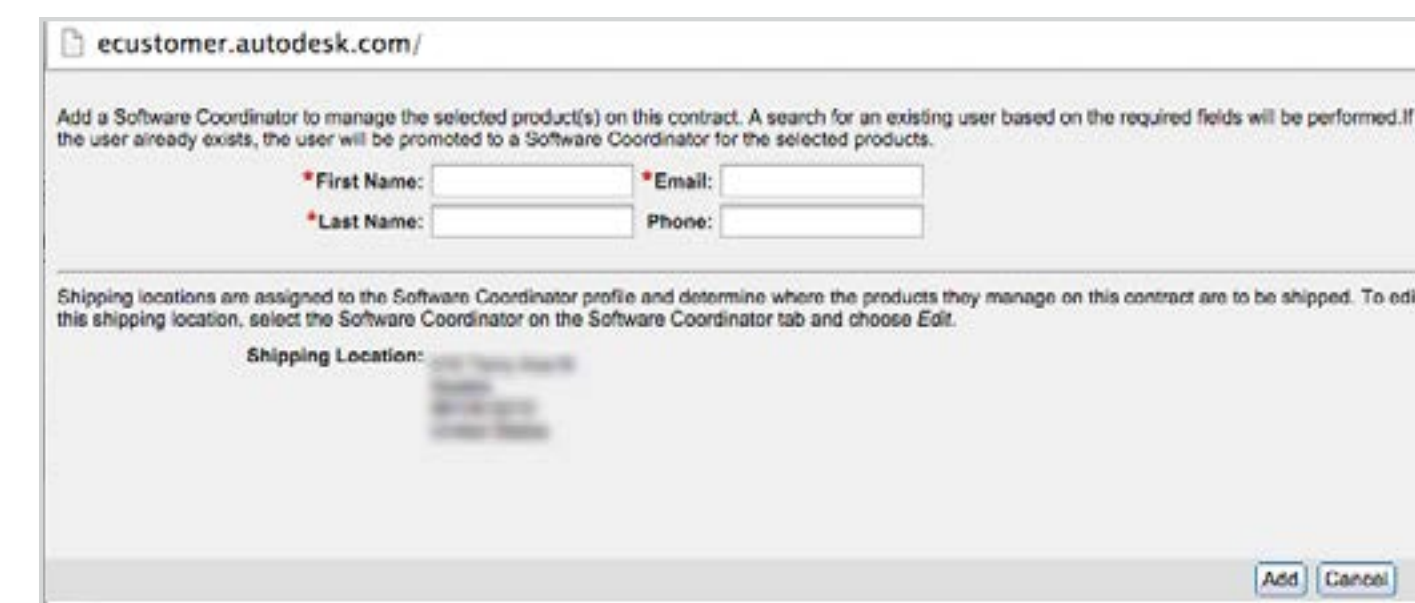 ecustomer.autodesk.com/
Add a Software Coordinator to manage the selected product(s) on this contract. A search for an existing user based on the required fields will be performed.If
the user already exists, the user will be promoted to a Software Coordinator for the selected products.
*First Name: *Email:
*Last Name: Phone:
Shipping locations are assigned to the Software Coordinator profile and determine where the products they manage on this contract are to be shipped. To edi
this shipping location, select the Software Coordinator on the Software Coordinator tab and choose Edit.
Shipping Location:
Add Cancel